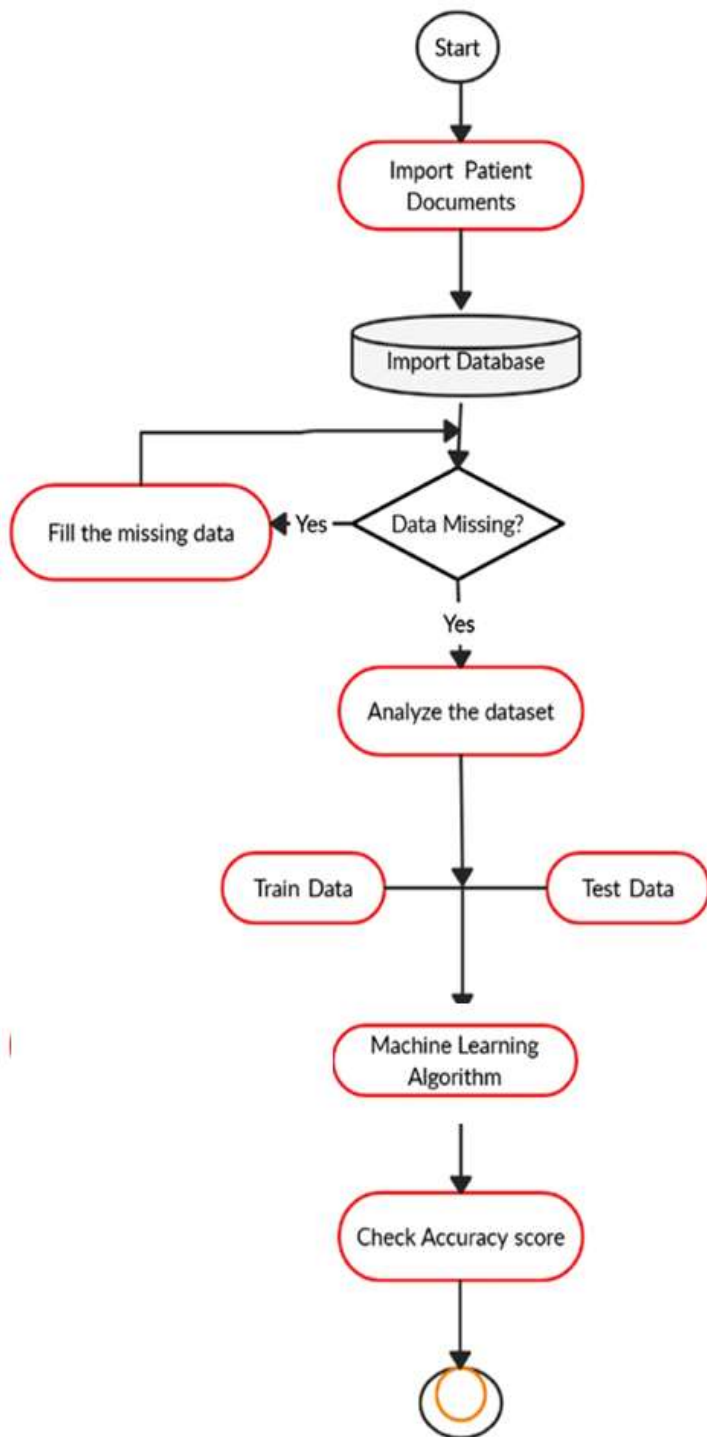 Start
Import Patient
Documents
Import Database
Fill the missing data
Yes
Data Missing?
Yes
Analyze the dataset
Train Data
Test Data
Machine Learning
Algorithm
Check Accuracy score